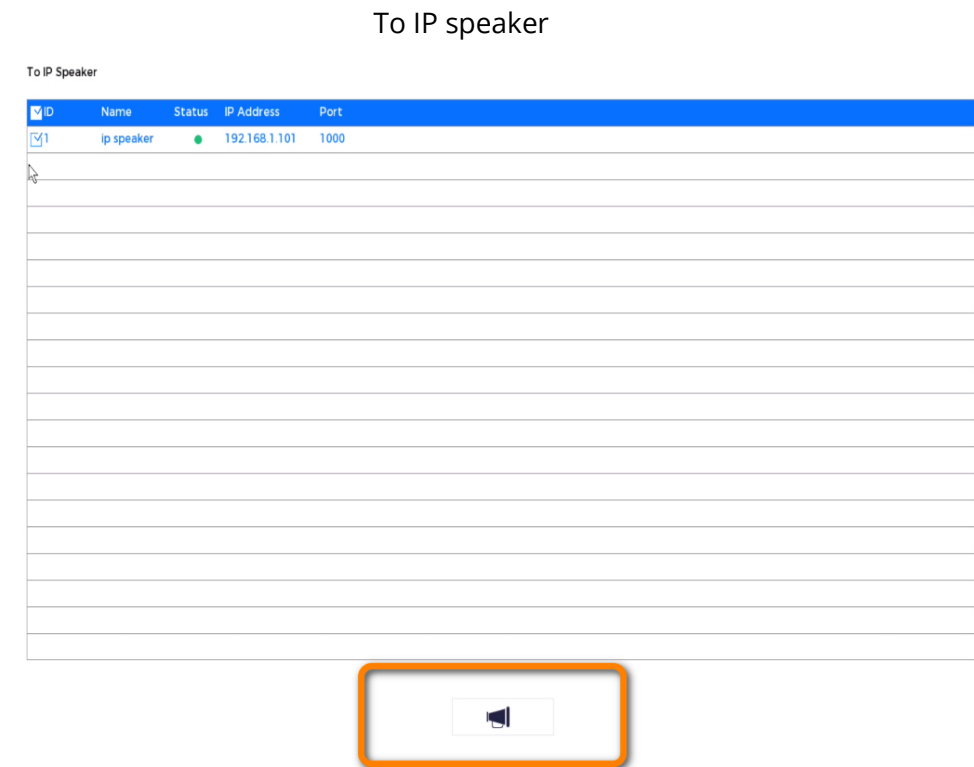 To IP speaker
To IP Speaker
ID Name Status IP Address Port
1 ip speaker 192.168.1.101 1000